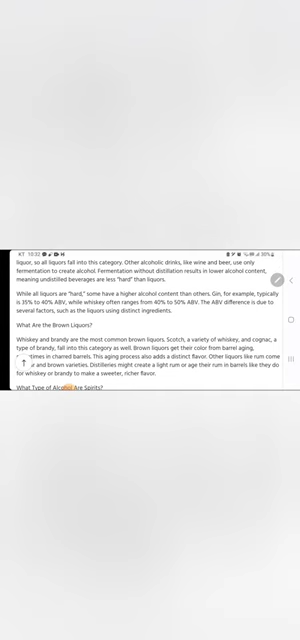 KT 10:32
30%
liquor, so all liquors fall into this category. Other alcoholic drinks, like wine and beer, use only
fermentation to create alcohol. Fermentation without distillation results in lower alcohol content,
meaning undistilled beverages are less "hard" than liquors.
While all liquors are "hard," some have a higher alcohol content than others. Gin, for example, typically
is 35% to 40% ABV, while whiskey often ranges from 40% to 50% ABV. The ABV difference is due to
several factors, such as the liquors using distinct ingredients.
What Are the Brown Liquors?
Whiskey and brandy are the most common brown liquors. Scotch, a variety of whiskey, and cognac, a
type of brandy, fall into this category as well. Brown liquors get their color from barrel aging,
times in charred barrels. This aging process also adds a distinct flavor. Other liquors like rum come
and brown varieties. Distilleries might create a light rum or age their rum in barrels like they do
for whiskey or brandy to make a sweeter, richer flavor.
What Type of Alcohol Are Spirits?